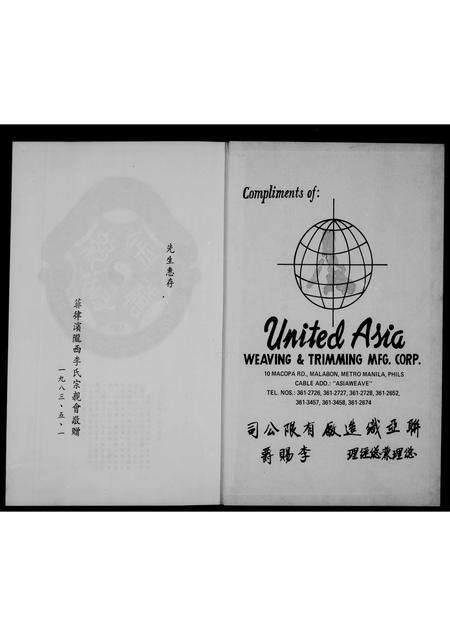 先生惠存
菲律濱隴西李氏宗親會敬贈
一九八三、五、一
Compliments of:
United Asia
WEAVING & TRIMMING MFG. CORP.
10 MACOPA RD., MALABON, METRO MANILA, PHILS
CABLE ADD.: "ASIAWEAVE"
TEL. NOS.: 361-2726, 361-2727, 361-2728, 361-2652,
361-3457, 361-3458, 361-2674
司公限有廠造織亞聯
爵賜李 理經總兼理總